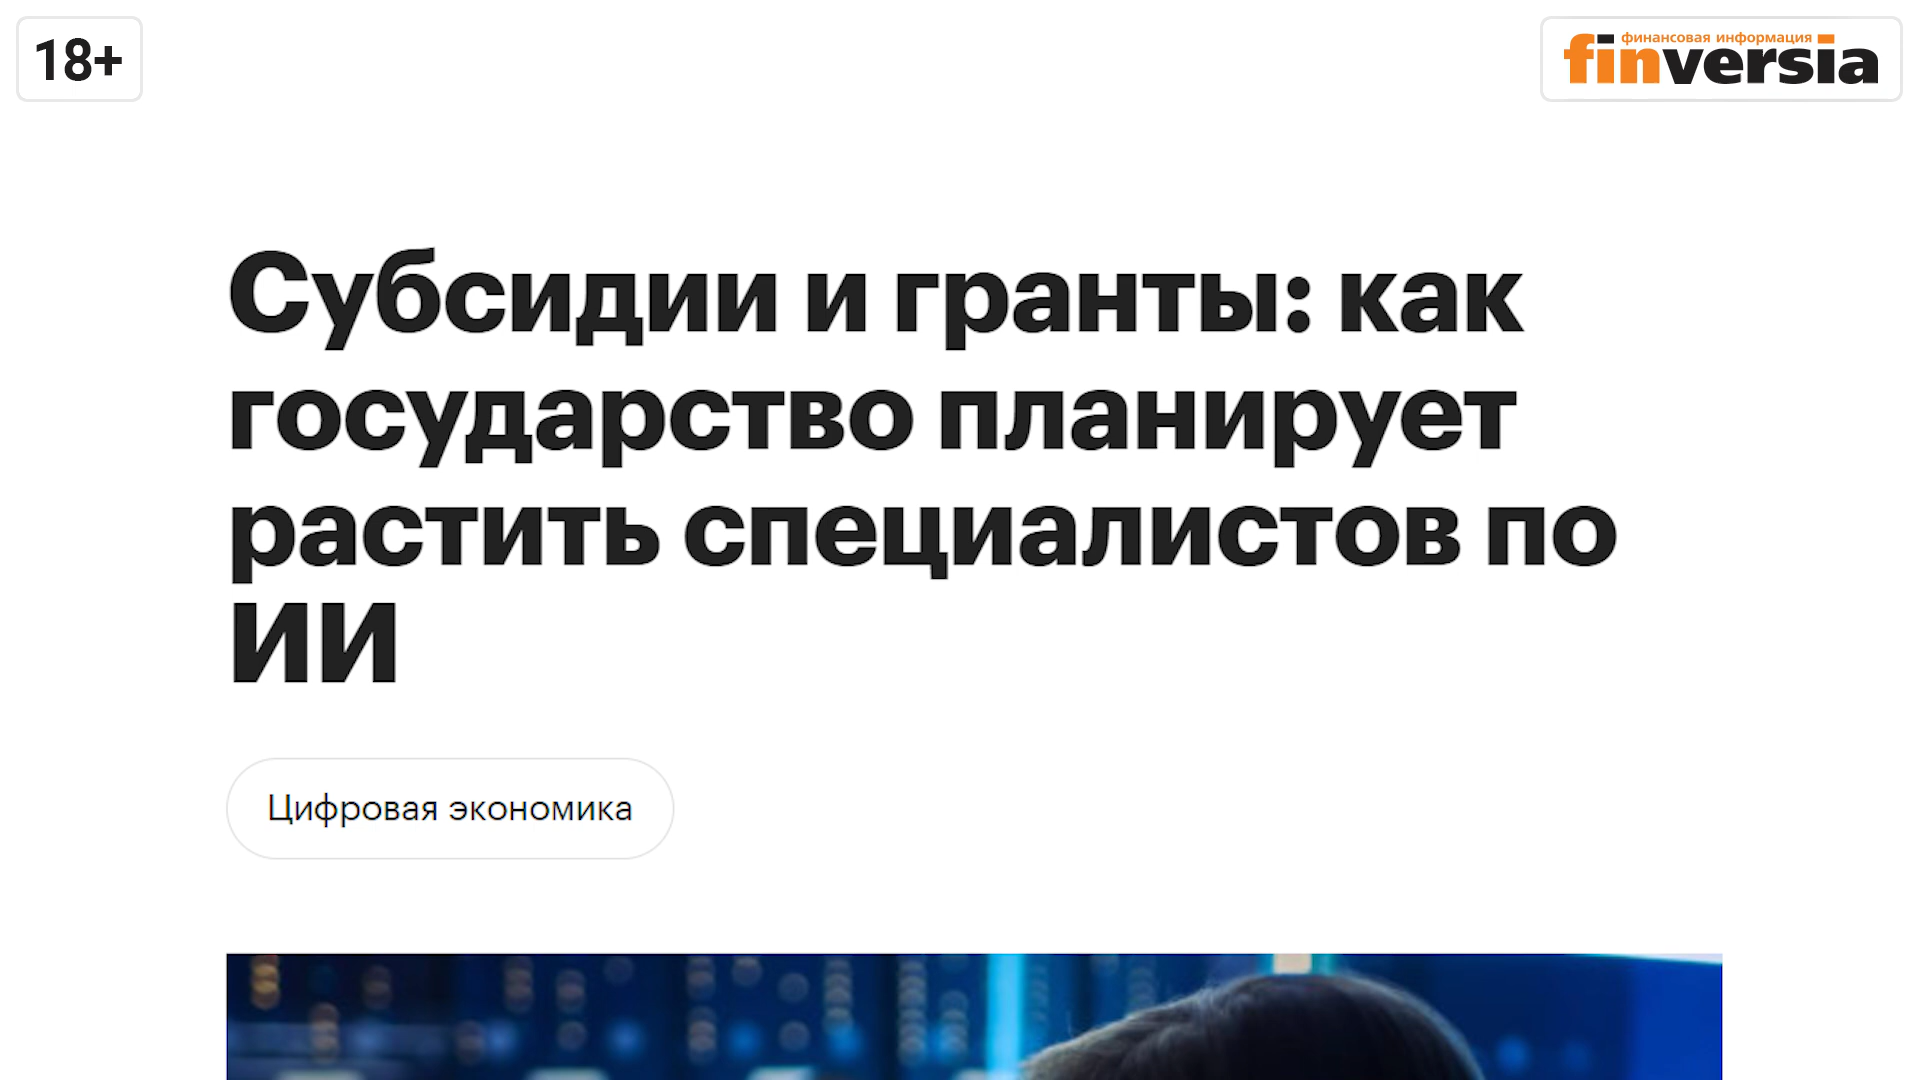 18+
финансовая информация
finversia
Субсидии и гранты: как
государство планирует
растить специалистов по
ИИ
Цифровая экономика